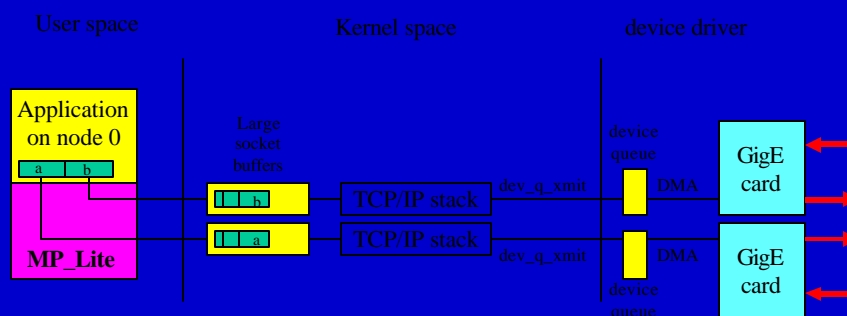 User space
Kernel space
device driver
Application
on node 0
a b
MP_Lite
Large
socket
buffers
b
a
TCP/IP stack
TCP/IP stack
dev_q_xmit
dev_q_xmit
device
queue
DMA
GigE
card
DMA
device
queue
GigE
card